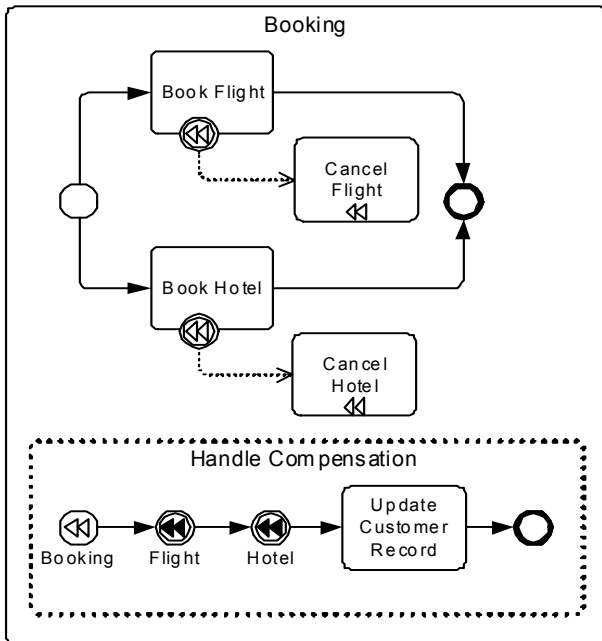 Booking
Book Flight
Cancel
Flight
Book Hotel
Cancel
Hotel
Handle Compensation
Update
Customer
Record
Booking
Flight
Hotel